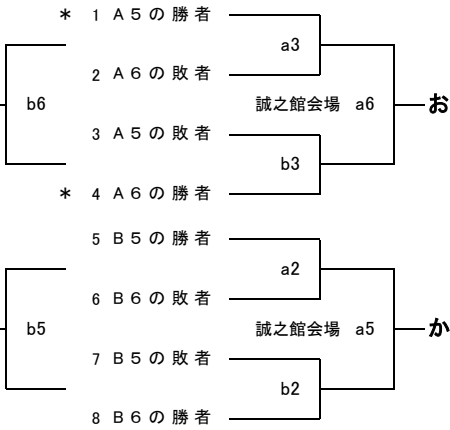 * 1 A5の勝者
a3
2 A6の敗者
b6 誠之館会場 a6 お
3 A5の敗者
b3
* 4 A6の勝者
5 B5の勝者
a2
6 B6の敗者
b5 誠之館会場 a5 か
7 B5の敗者
b2
8 B6の勝者